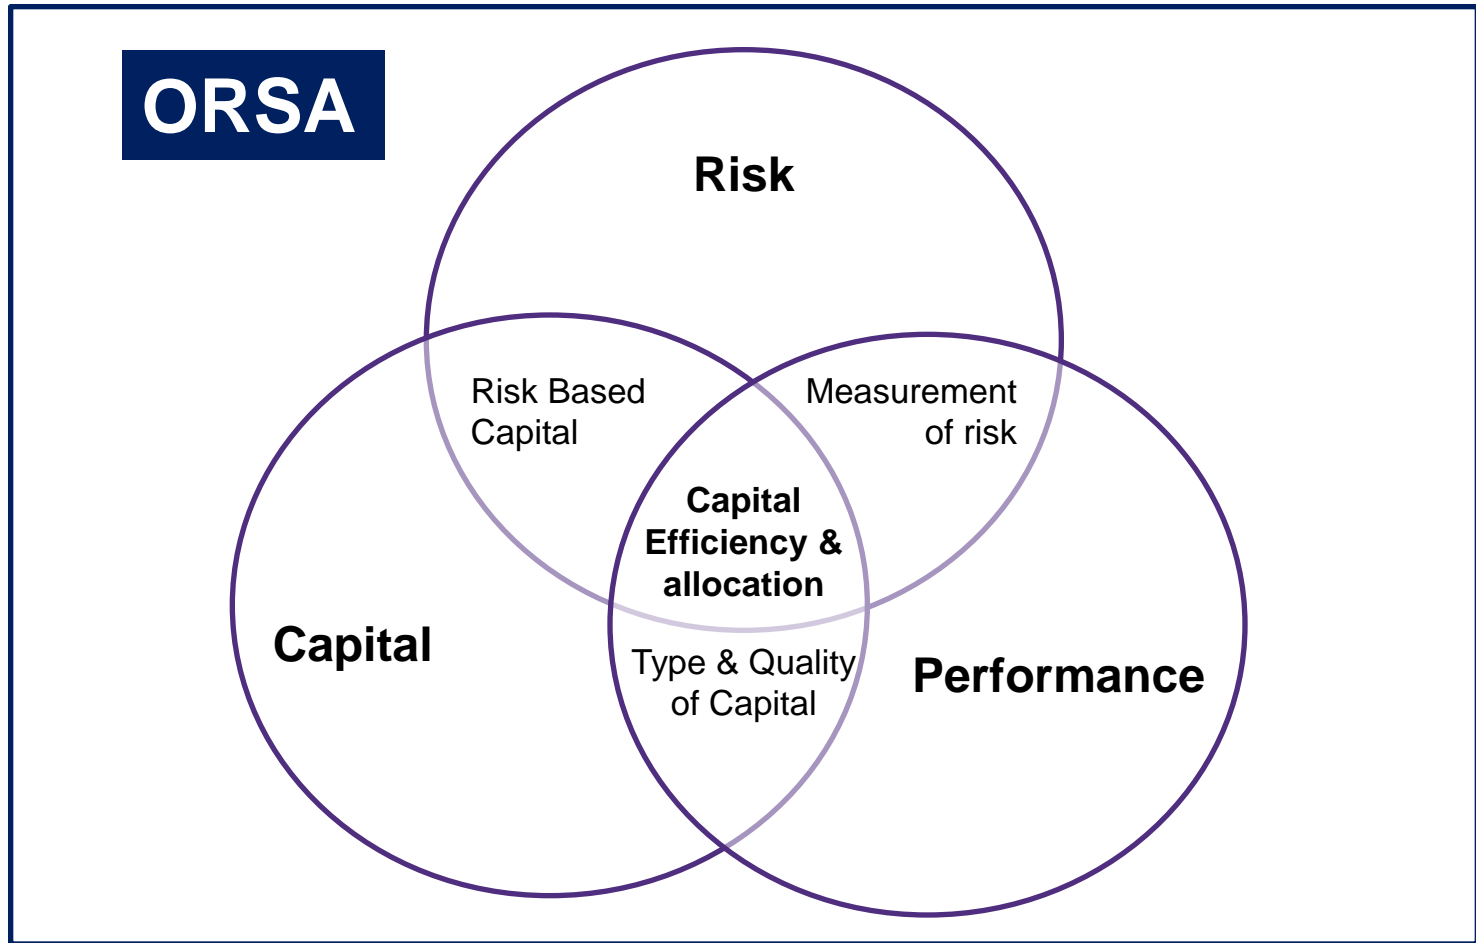 ORSA
Risk
Risk Based
Capital
Measurement
of risk
Capital
Efficiency &
allocation
Capital
Type & Quality
of Capital
Performance